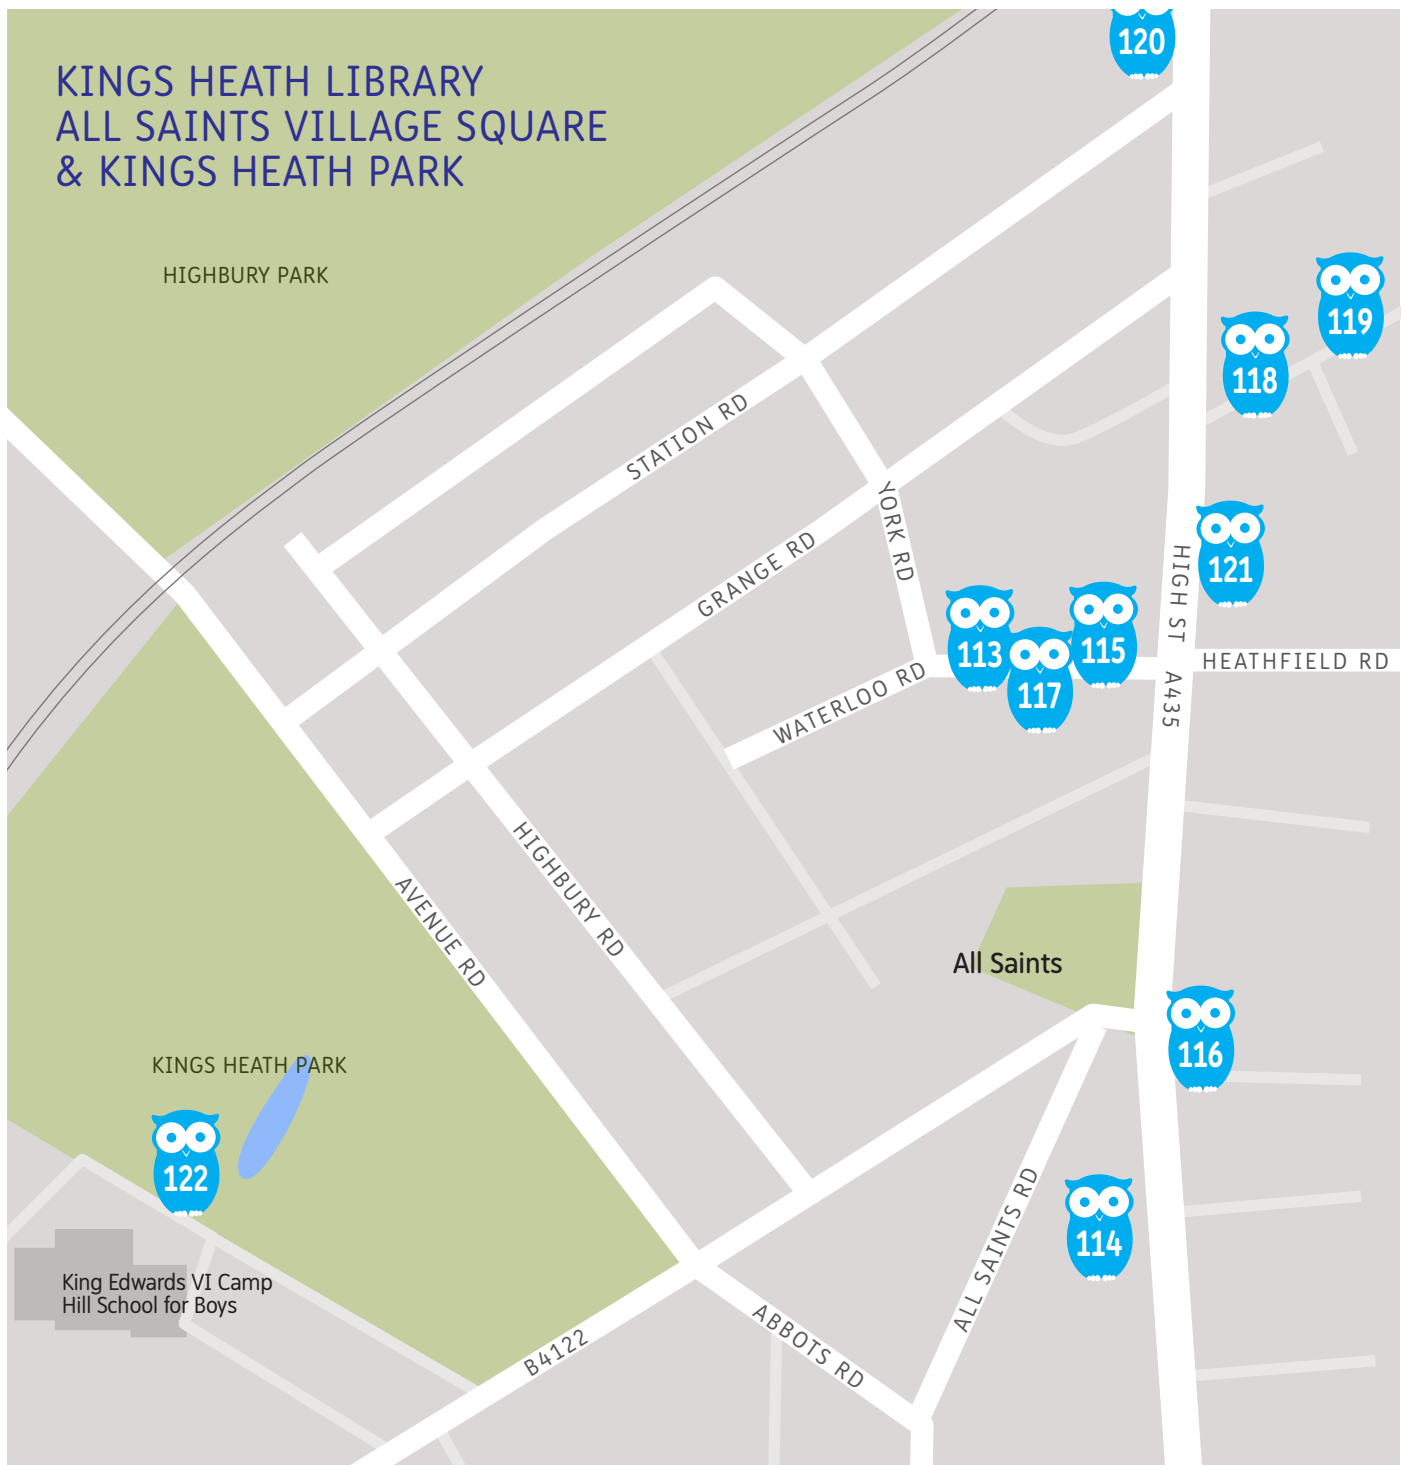 KINGS HEATH LIBRARY
ALL SAINTS VILLAGE SQUARE
& KINGS HEATH PARK
120
HIGHBURY PARK
119
118
STATION RD
YORK RD
GRANGE RD
HIGH ST A435
121
113
117
115
HEATHFIELD RD
WATERLOO RD
HIGHBURY RD
AVENUE RD
All Saints
116
KINGS HEATH PARK
122
ALL SAINTS RD
114
King Edwards VI Camp
Hill School for Boys
B4122
ABBOTS RD